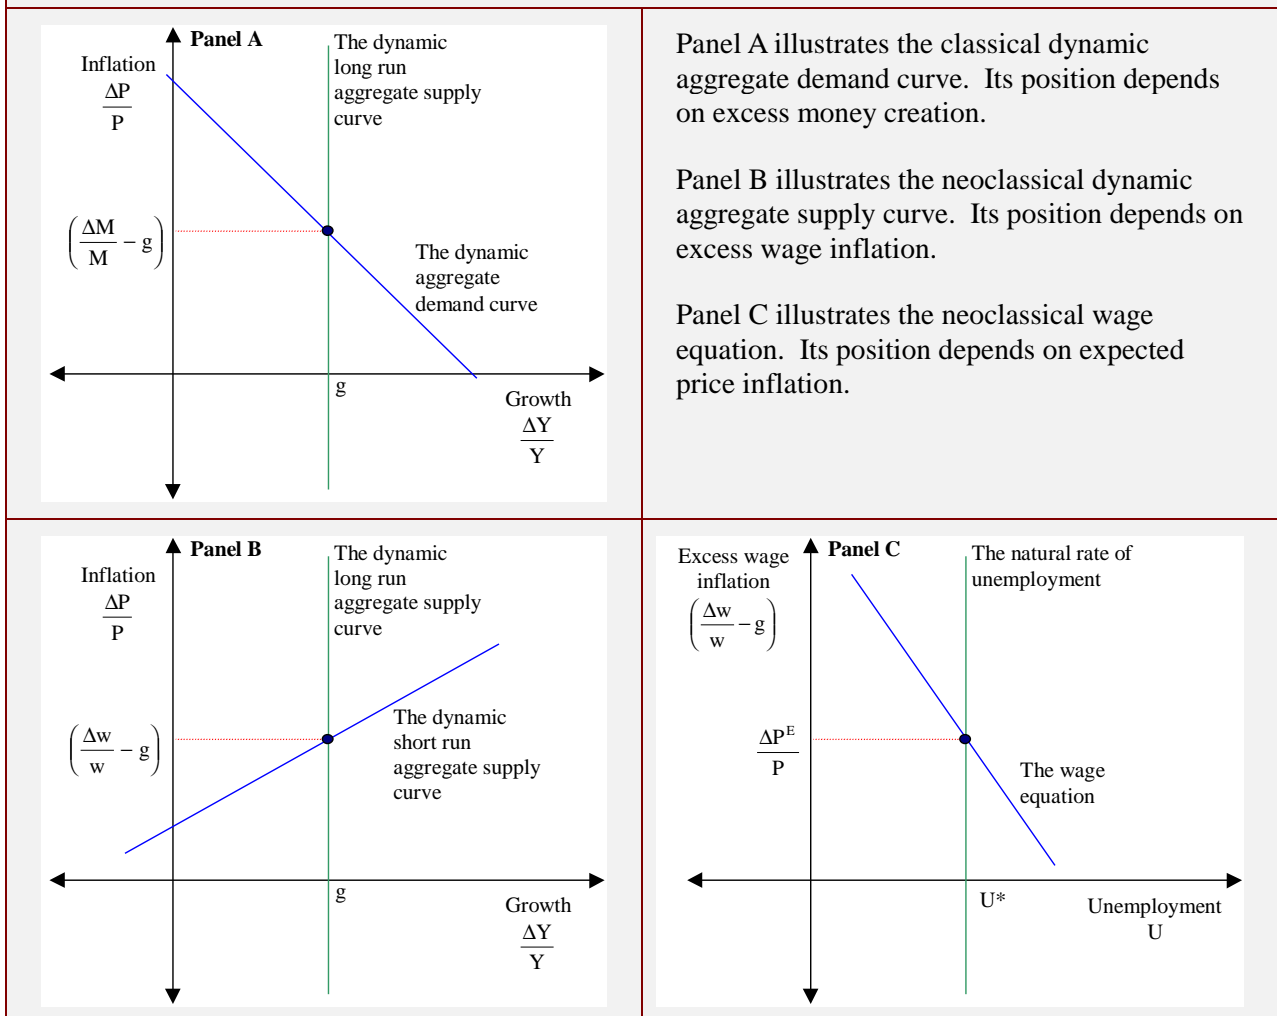 Panel A
Inflation
ΔP
P
The dynamic
long run
aggregate supply
curve
(ΔM/M − g)
The dynamic
aggregate
demand curve
g
Growth
ΔY
Y
Panel A illustrates the classical dynamic
aggregate demand curve. Its position depends
on excess money creation.
Panel B illustrates the neoclassical dynamic
aggregate supply curve. Its position depends on
excess wage inflation.
Panel C illustrates the neoclassical wage
equation. Its position depends on expected
price inflation.
Panel B
Inflation
ΔP
P
The dynamic
long run
aggregate supply
curve
(Δw/w − g)
The dynamic
short run
aggregate supply
curve
g
Growth
ΔY
Y
Panel C
Excess wage
inflation
(Δw/w − g)
The natural rate of
unemployment
ΔP^E
P
The wage
equation
U*
Unemployment
U